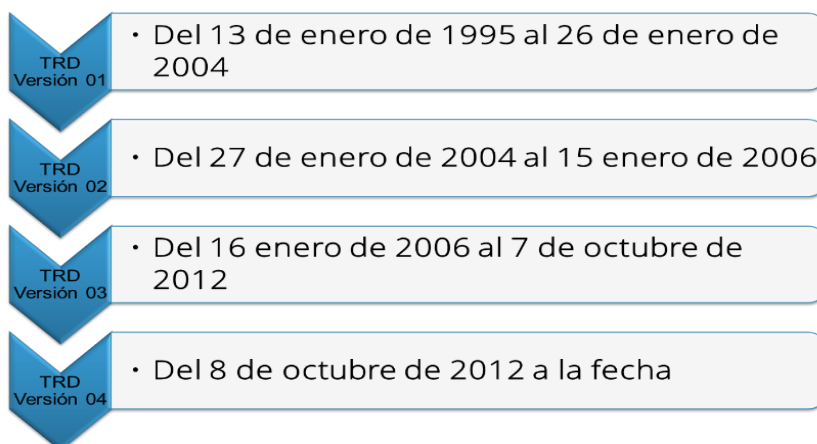 TRD
Versión 01
• Del 13 de enero de 1995 al 26 de enero de
2004
TRD
Versión 02
• Del 27 de enero de 2004 al 15 enero de 2006
TRD
Versión 03
• Del 16 enero de 2006 al 7 de octubre de
2012
TRD
Versión 04
• Del 8 de octubre de 2012 a la fecha